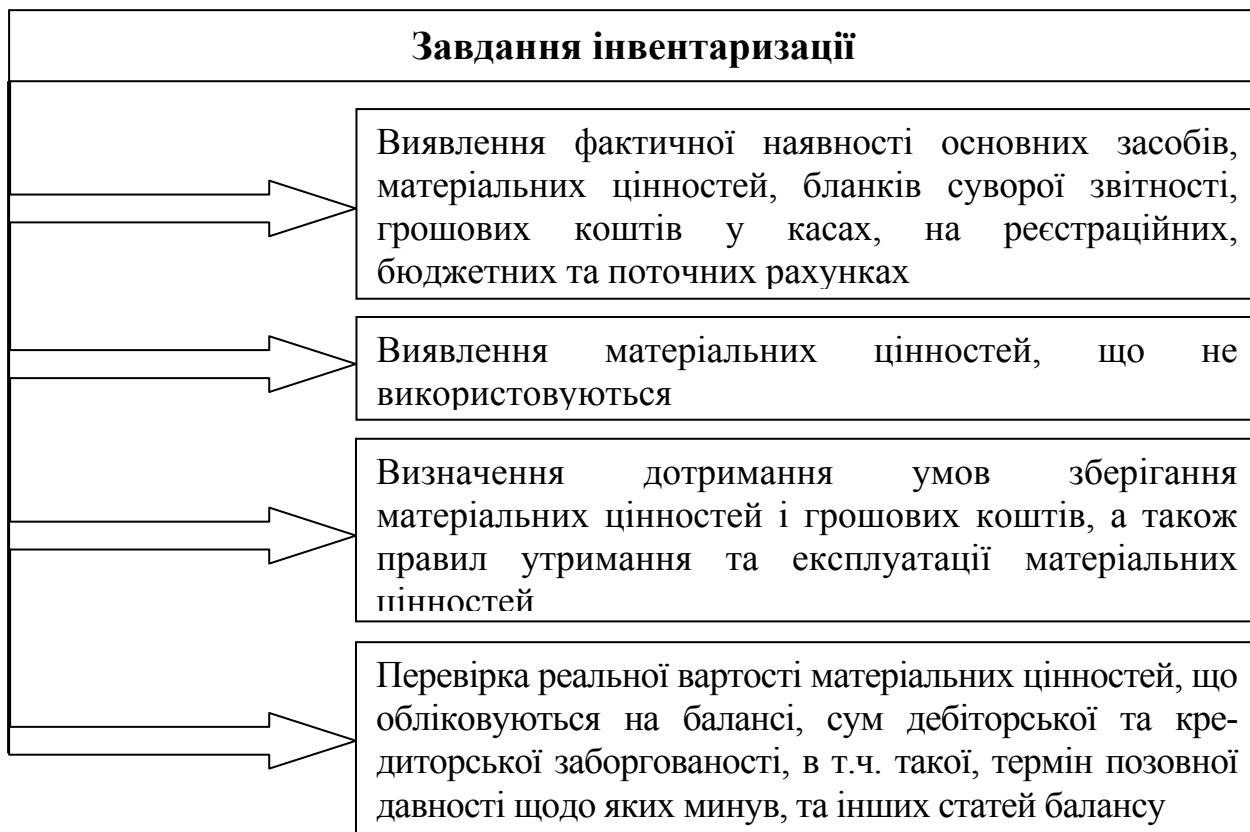 Завдання інвентаризації
Виявлення фактичної наявності основних засобів,
матеріальних цінностей, бланків суворої звітності,
грошових коштів у касах, на реєстраційних,
бюджетних та поточних рахунках
Виявлення матеріальних цінностей, що не
використовуються
Визначення дотримання умов зберігання
матеріальних цінностей і грошових коштів, а також
правил утримання та експлуатації матеріальних
цінностей
Перевірка реальної вартості матеріальних цінностей, що
обліковуються на балансі, сум дебіторської та кре-
диторської заборгованості, в т.ч. такої, термін позовної
давності щодо яких минув, та інших статей балансу